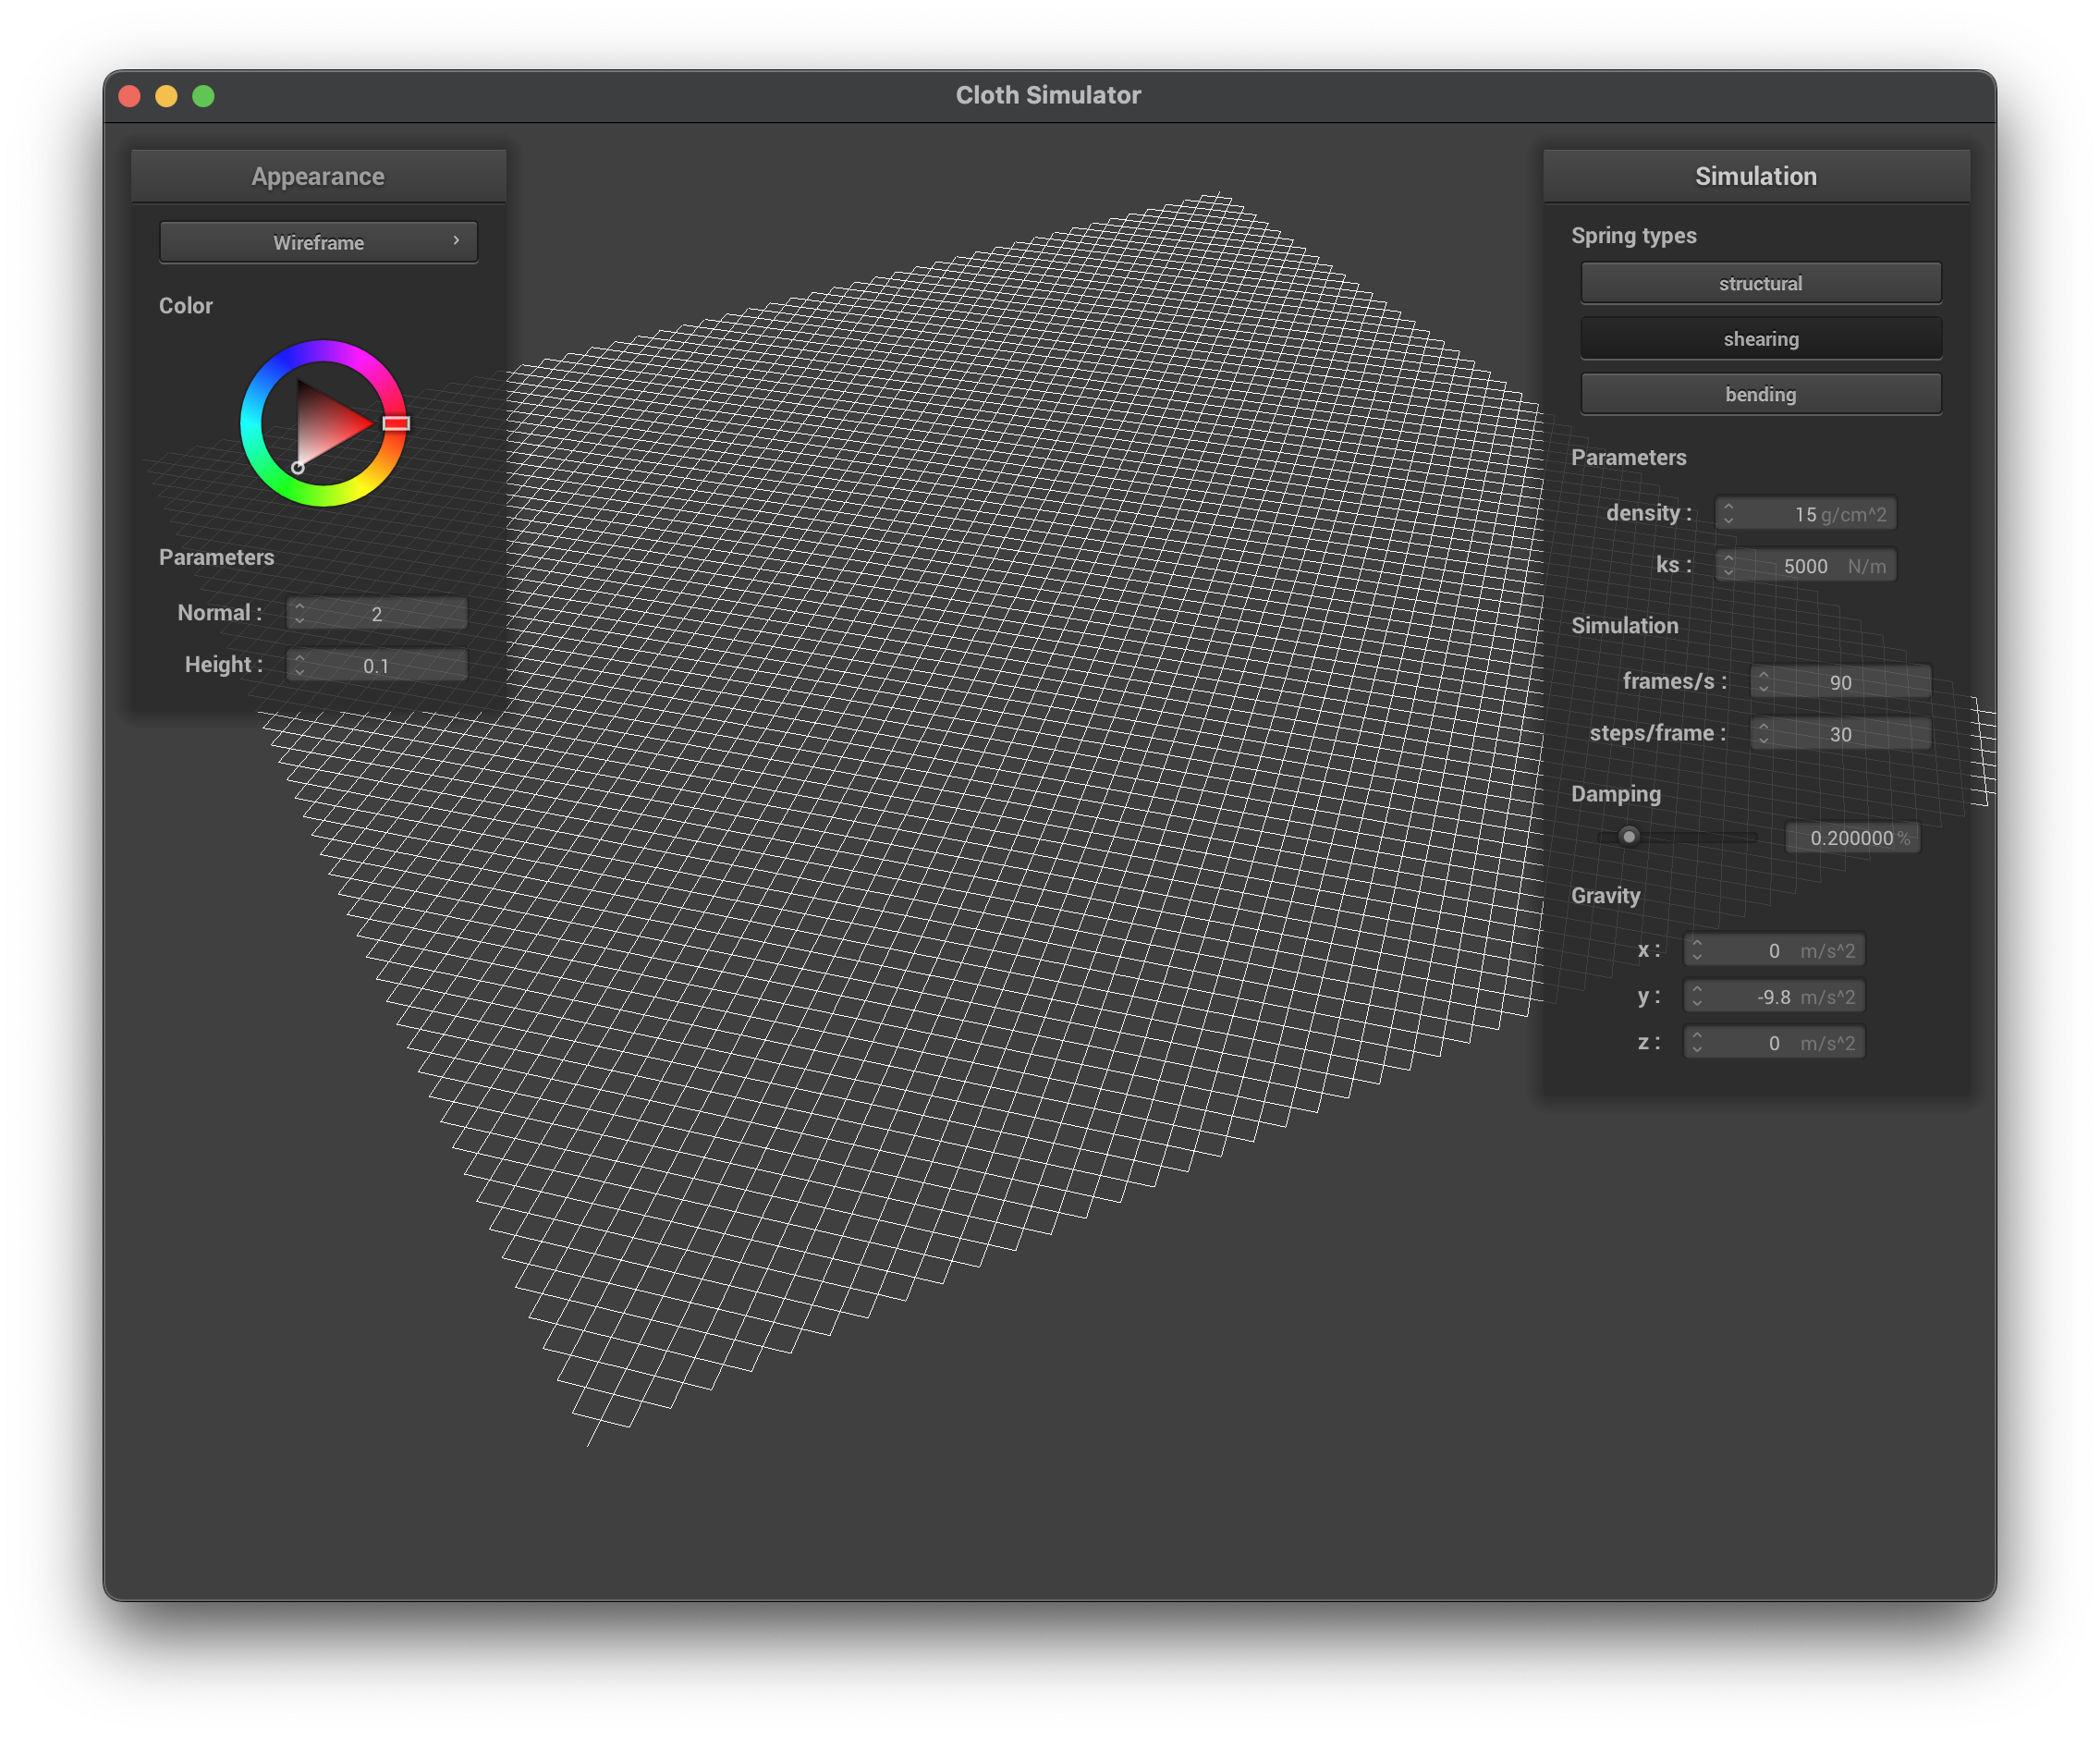 Cloth Simulator
Appearance
Wireframe
Color
Parameters
Normal : 2
Height : 0.1
Simulation
Spring types
structural
shearing
bending
Parameters
density : 15 g/cm^2
ks : 5000 N/m
Simulation
frames/s : 90
steps/frame : 30
Damping
0.200000 %
Gravity
x : 0 m/s^2
y : -9.8 m/s^2
z : 0 m/s^2